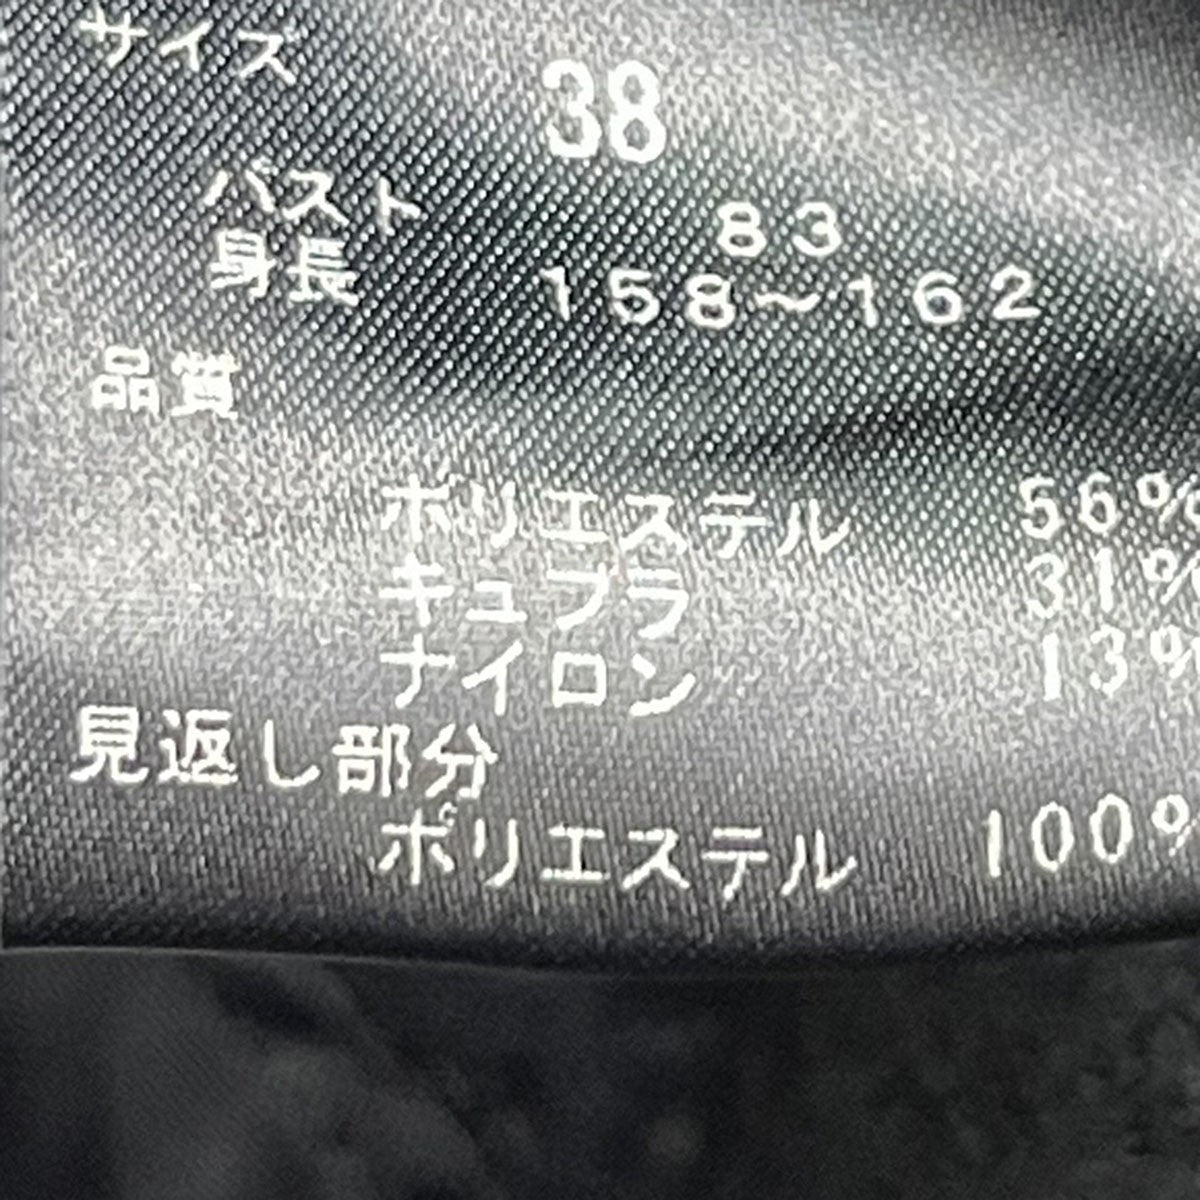 サイズ 38
バスト 83
身長 158～162
品質
ポリエステル 56%
キュプラ 31%
ナイロン 13%
見返し部分
ポリエステル 100%